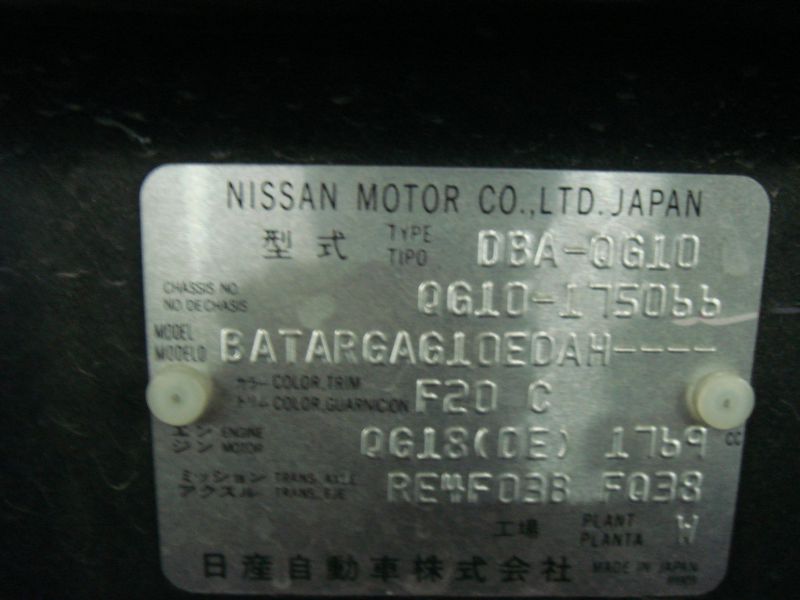 NISSAN MOTOR CO.,LTD. JAPAN
型式 TYPE TIPO DBA-QG10
CHASSIS NO. NO. DE CHASIS QG10-175066
MODEL MODELO BATARGAG10EDAH----
カラー COLOR, TRIM トリム COLOR, GUARNICION F20 C
エンジン ENGINE MOTOR QG18(DE) 1769 CC
ミッション アクスル TRANS. AXLE TRANS. EJE RE4F03B FQ38
工場 PLANT PLANTA W
日産自動車株式会社 MADE IN JAPAN